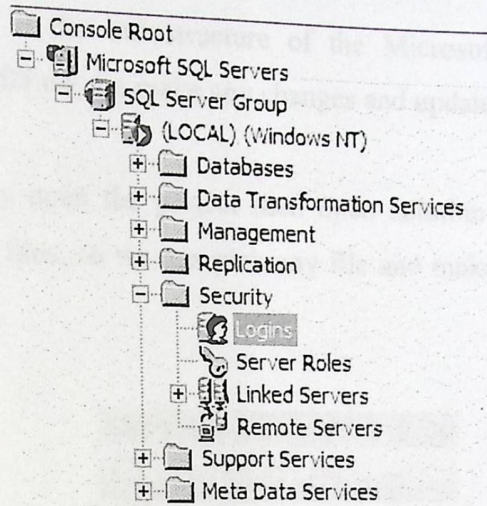 Console Root
Microsoft SQL Servers
SQL Server Group
(LOCAL) (Windows NT)
Databases
Data Transformation Services
Management
Replication
Security
Logins
Server Roles
Linked Servers
Remote Servers
Support Services
Meta Data Services